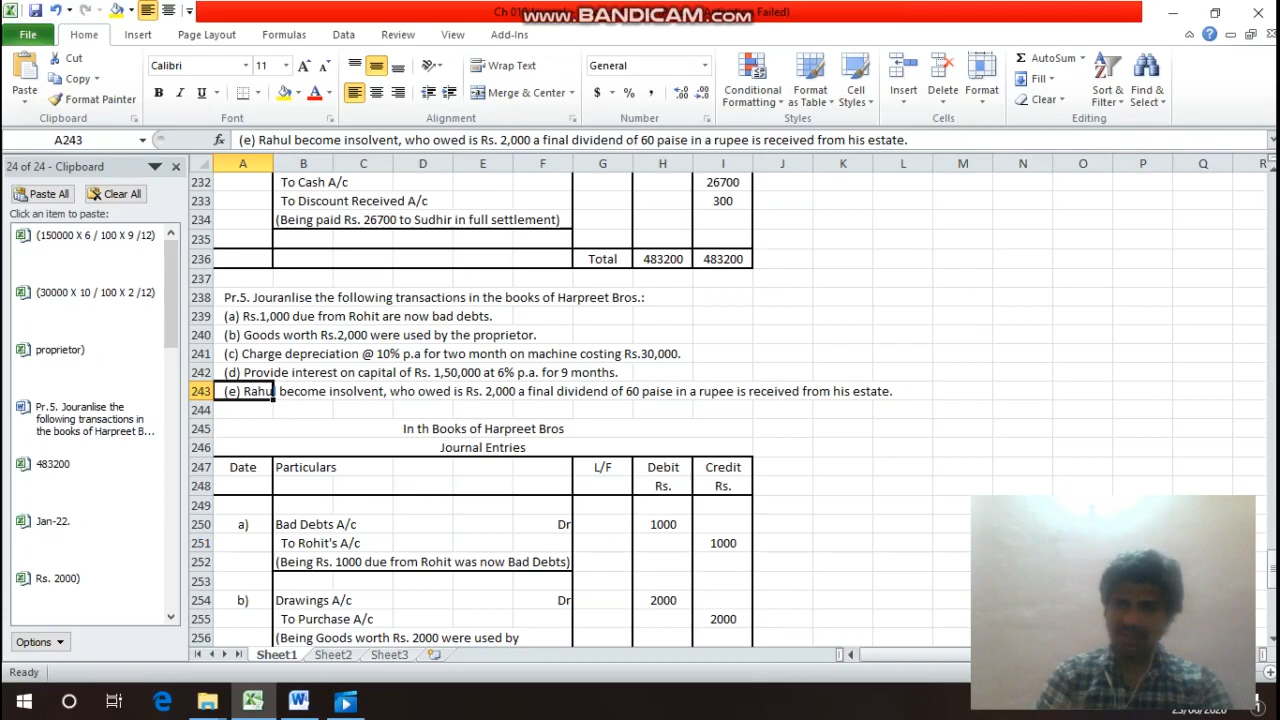 Ch 01
www.BANDICAM.com
Activation Failed)
File Home Insert Page Layout Formulas Data Review View Add-Ins
Cut
Copy
Format Painter
Paste
Clipboard
Calibri 11
B I U
Font
Wrap Text
Merge & Center
Alignment
General
$ % ,
Number
Conditional Formatting
Format as Table
Cell Styles
Styles
Insert
Delete
Format
Cells
AutoSum
Fill
Clear
Sort & Filter
Find & Select
Editing
A243 fx (e) Rahul become insolvent, who owed is Rs. 2,000 a final dividend of 60 paise in a rupee is received from his estate.
24 of 24 - Clipboard
Paste All Clear All
Click an item to paste:
(150000 X 6 / 100 X 9 /12)
(30000 X 10 / 100 X 2 /12)
proprietor)
Pr.5. Jouranlise the
following transactions in
the books of Harpreet B...
483200
Jan-22.
Rs. 2000)
Options
A B C D E F G H I J K L M N O P Q R
232 To Cash A/c 26700
233 To Discount Received A/c 300
234 (Being paid Rs. 26700 to Sudhir in full settlement)
235
236 Total 483200 483200
237
238 Pr.5. Jouranlise the following transactions in the books of Harpreet Bros.:
239 (a) Rs.1,000 due from Rohit are now bad debts.
240 (b) Goods worth Rs.2,000 were used by the proprietor.
241 (c) Charge depreciation @ 10% p.a for two month on machine costing Rs.30,000.
242 (d) Provide interest on capital of Rs. 1,50,000 at 6% p.a. for 9 months.
243 (e) Rahul become insolvent, who owed is Rs. 2,000 a final dividend of 60 paise in a rupee is received from his estate.
244
245 In th Books of Harpreet Bros
246 Journal Entries
247 Date Particulars L/F Debit Credit
248 Rs. Rs.
249
250 a) Bad Debts A/c Dr 1000
251 To Rohit's A/c 1000
252 (Being Rs. 1000 due from Rohit was now Bad Debts)
253
254 b) Drawings A/c Dr 2000
255 To Purchase A/c 2000
256 (Being Goods worth Rs. 2000 were used by
Sheet1 Sheet2 Sheet3
Ready